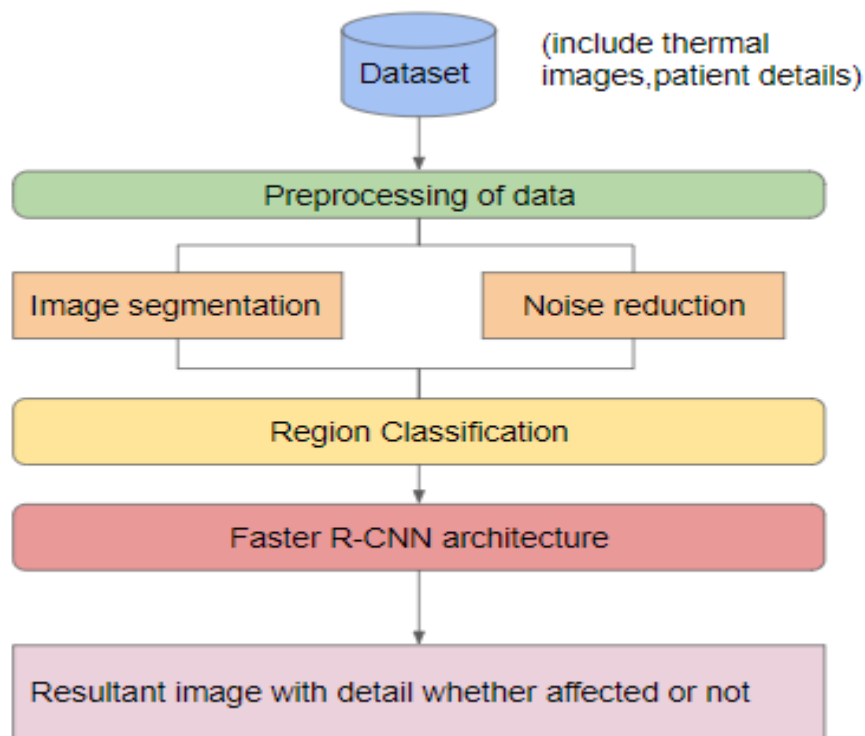 (include thermal
Dataset
images,patient details)
Preprocessing of data
Image segmentation
Noise reduction
Region Classification
Faster R-CNN architecture
Resultant image with detail whether affected or not